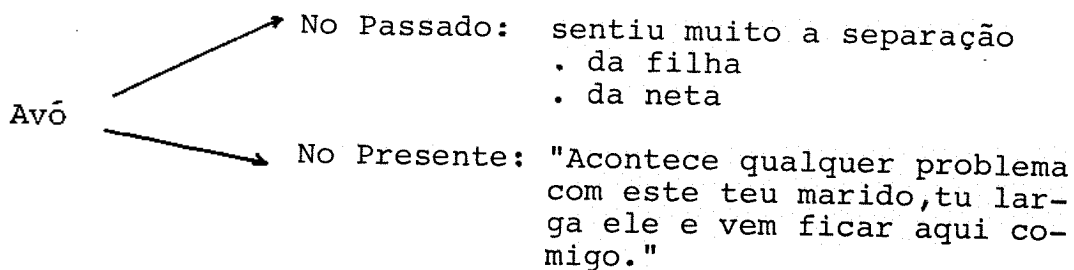 No Passado: sentiu muito a separação
. da filha
. da neta
Avó
No Presente: "Acontece qualquer problema
com este teu marido,tu lar-
ga ele e vem ficar aqui co-
migo."